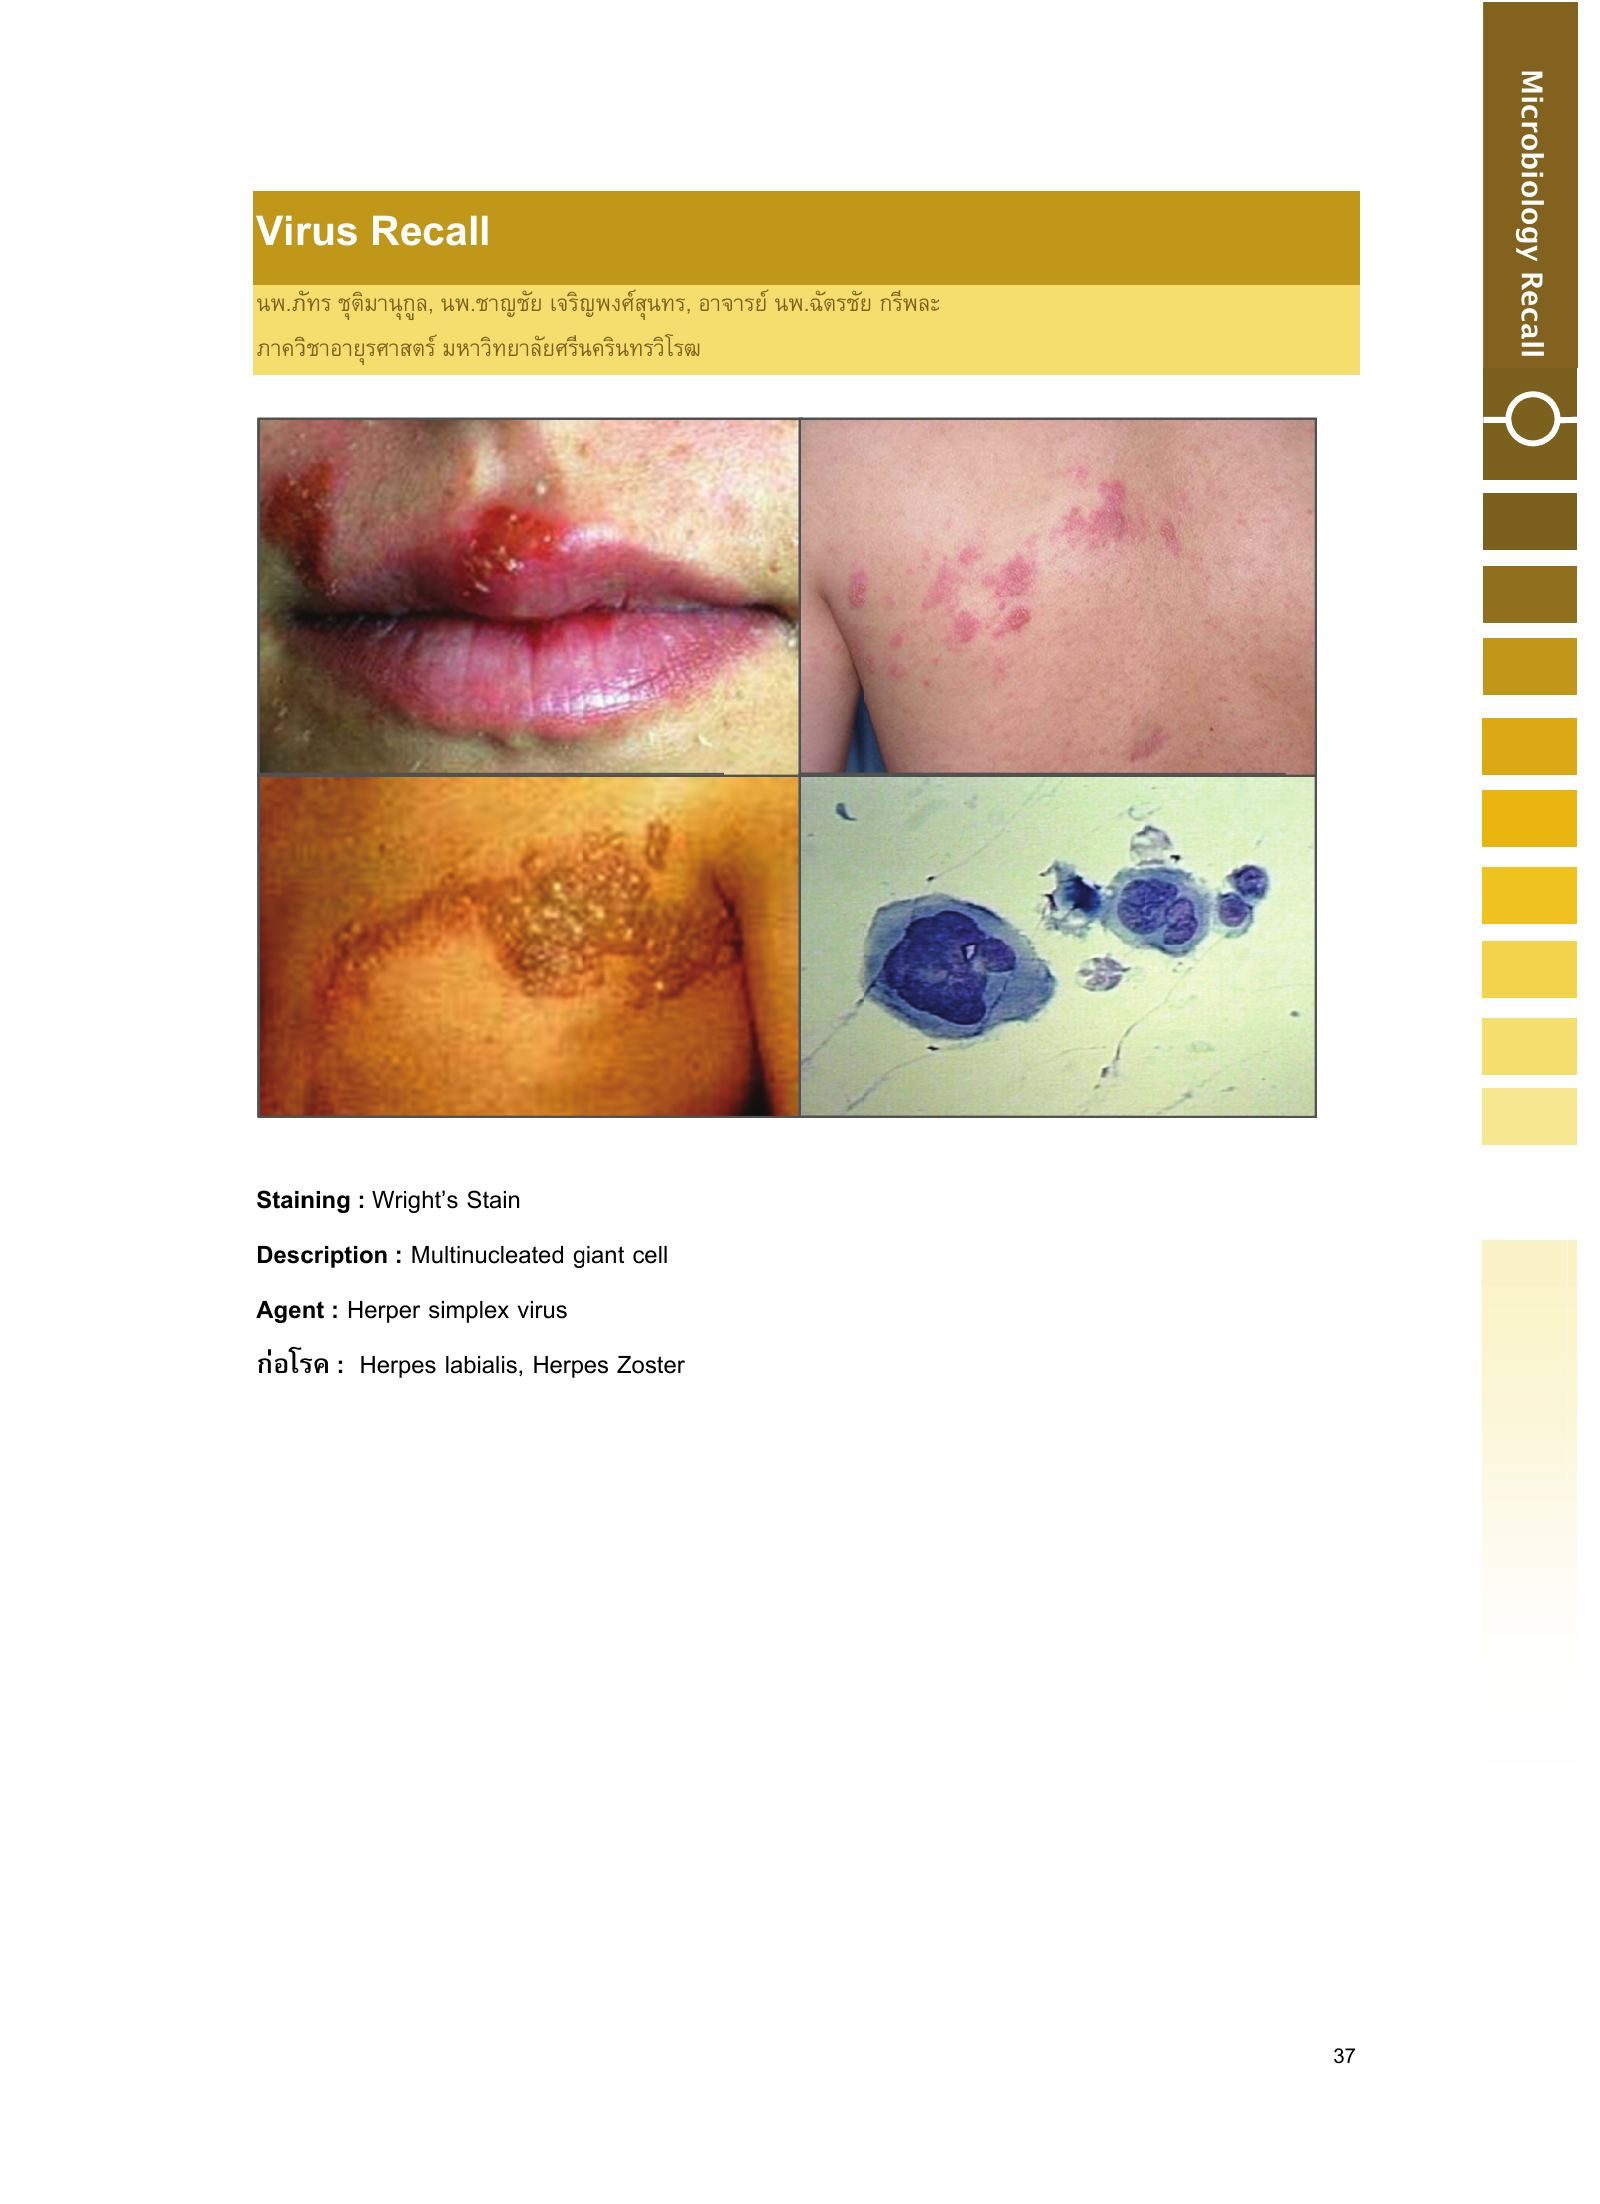 Microbiology Recall
Virus Recall
นพ.ภัทร ชุติมานุกูล, นพ.ชาญชัย เจริญพงศ์สุนทร, อาจารย์ นพ.ฉัตรชัย กรีพละ
ภาควิชาอายุรศาสตร์ มหาวิทยาลัยศรีนครินทรวิโรฒ
Staining : Wright’s Stain
Description : Multinucleated giant cell
Agent : Herper simplex virus
ก่อโรค : Herpes labialis, Herpes Zoster
37